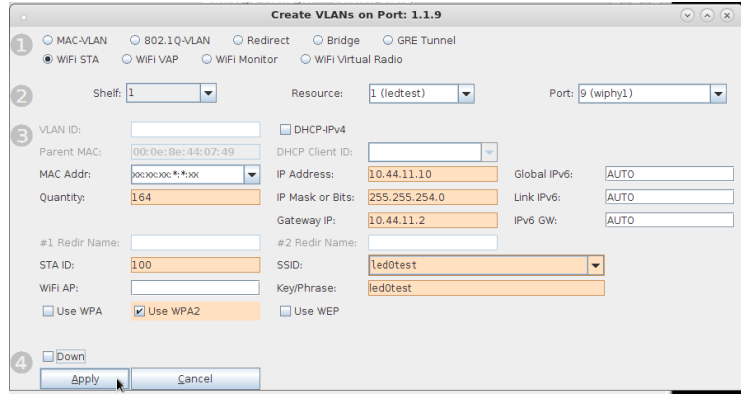 Create VLANs on Port: 1.1.9
1 MAC-VLAN 802.1Q-VLAN Redirect Bridge GRE Tunnel
WiFi STA WiFi VAP WiFi Monitor WiFi Virtual Radio
2 Shelf: 1 Resource: 1 (ledtest) Port: 9 (wiphy1)
3 VLAN ID: DHCP-IPv4
Parent MAC: 00:0e:8e:44:07:49 DHCP Client ID:
MAC Addr: xx:xx:xx:*:*:xx IP Address: 10.44.11.10 Global IPv6: AUTO
Quantity: 164 IP Mask or Bits: 255.255.254.0 Link IPv6: AUTO
Gateway IP: 10.44.11.2 IPv6 GW: AUTO
#1 Redir Name: #2 Redir Name:
STA ID: 100 SSID: led0test
WiFi AP: Key/Phrase: led0test
Use WPA Use WPA2 Use WEP
4 Down
Apply Cancel